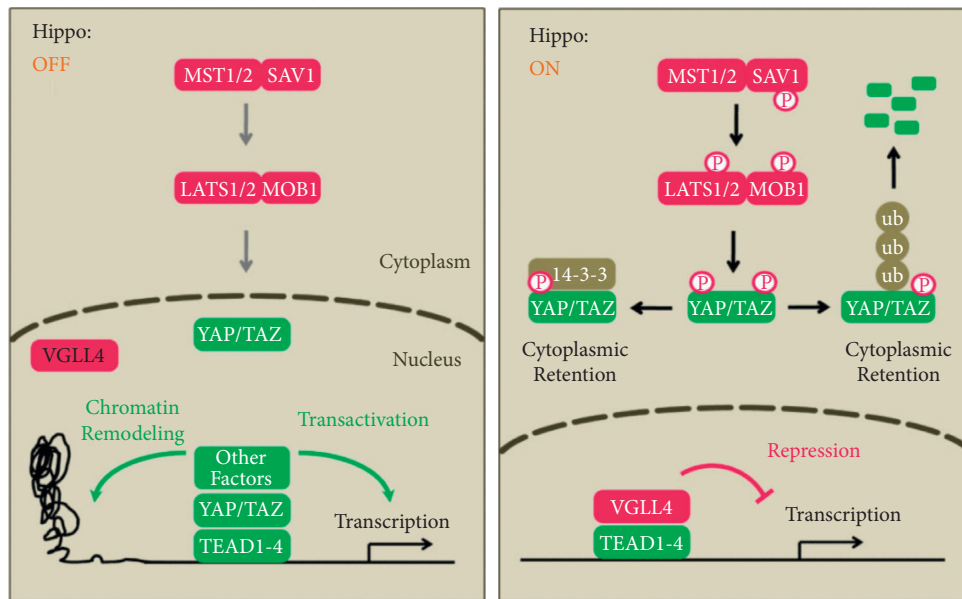 Hippo:
OFF
MST1/2 SAV1
LATS1/2 MOB1
Cytoplasm
YAP/TAZ
VGLL4
Nucleus
Chromatin
Remodeling
Transactivation
Other
Factors
YAP/TAZ
TEAD1-4
Transcription
Hippo:
ON
MST1/2 SAV1
P
P P
LATS1/2 MOB1
ub
ub
ub
P 14-3-3
YAP/TAZ
P P
YAP/TAZ
P
YAP/TAZ
Cytoplasmic
Retention
Cytoplasmic
Retention
Repression
VGLL4
TEAD1-4
Transcription